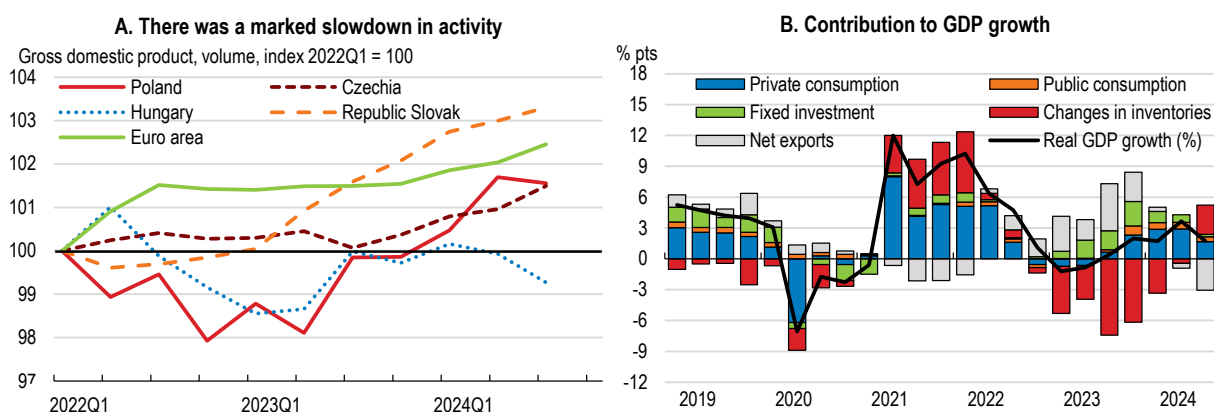 A. There was a marked slowdown in activity
Gross domestic product, volume, index 2022Q1 = 100
104
103
102
101
100
99
98
97
Poland
Czechia
Hungary
Republic Slovak
Euro area
2022Q1
2023Q1
2024Q1
B. Contribution to GDP growth
% pts
18
15
12
9
6
3
0
-3
-6
-9
-12
Private consumption
Public consumption
Fixed investment
Changes in inventories
Net exports
Real GDP growth (%)
2019
2020
2021
2022
2023
2024